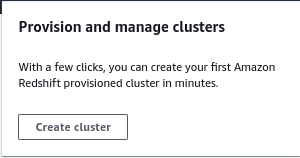 Provision and manage clusters
With a few clicks, you can create your first Amazon
Redshift provisioned cluster in minutes.
Create cluster